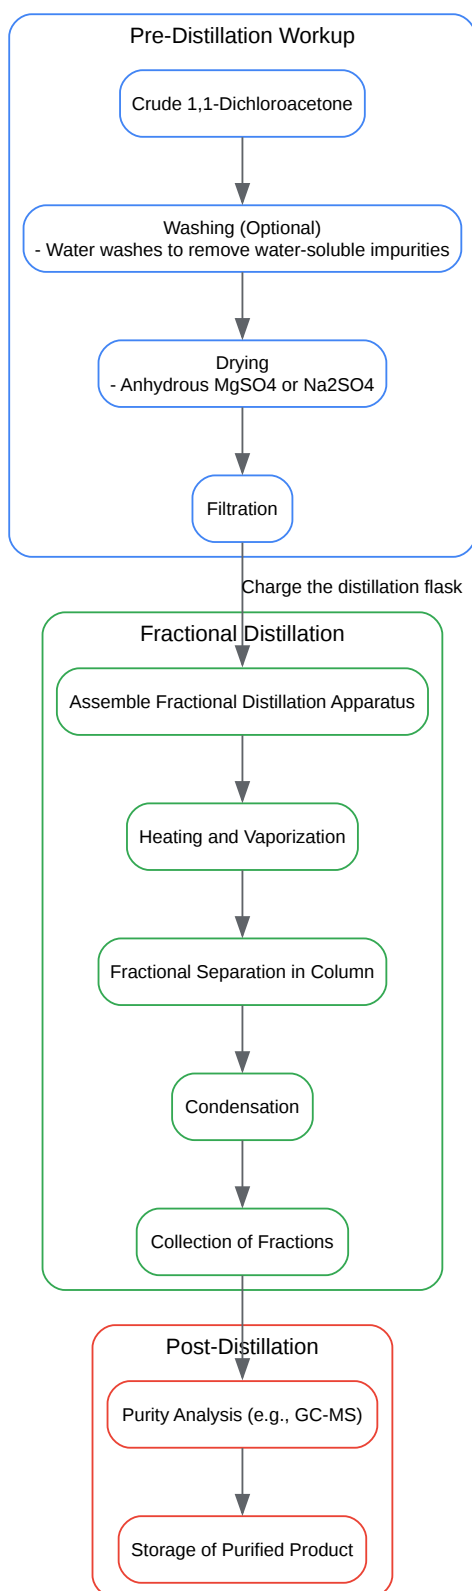 Pre-Distillation Workup
Crude 1,1-Dichloroacetone
Washing (Optional)
- Water washes to remove water-soluble impurities
Drying
- Anhydrous MgSO4 or Na2SO4
Filtration
Charge the distillation flask
Fractional Distillation
Assemble Fractional Distillation Apparatus
Heating and Vaporization
Fractional Separation in Column
Condensation
Collection of Fractions
Post-Distillation
Purity Analysis (e.g., GC-MS)
Storage of Purified Product